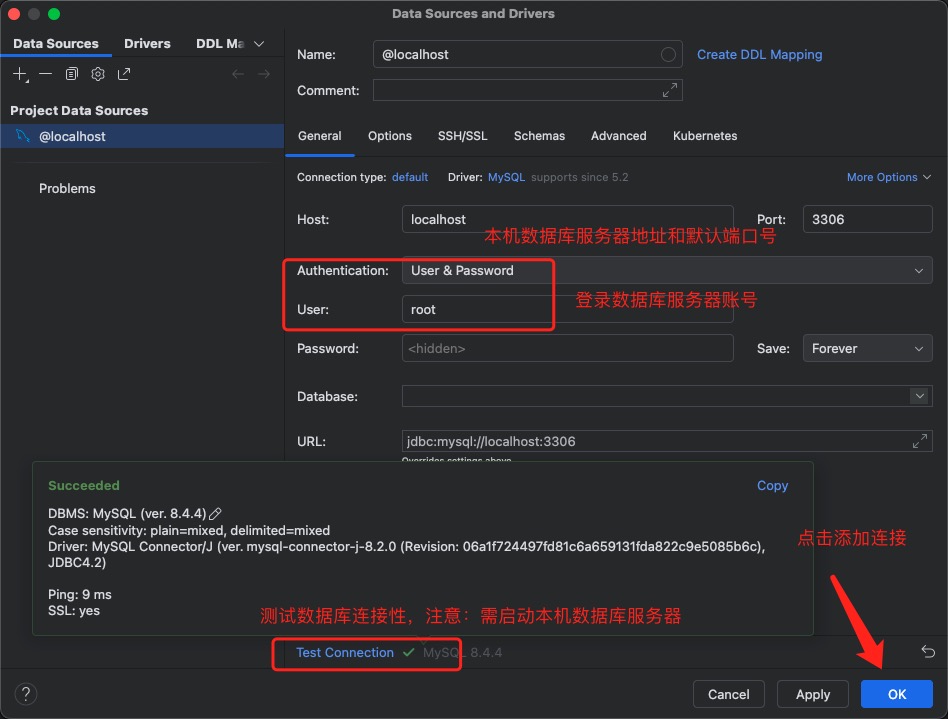 Data Sources and Drivers
Data Sources
Drivers
DDL Ma
Project Data Sources
@localhost
Problems
Name:
@localhost
Create DDL Mapping
Comment:
General
Options
SSH/SSL
Schemas
Advanced
Kubernetes
Connection type: default
Driver: MySQL supports since 5.2
More Options
Host:
localhost
Port:
3306
本机数据库服务器地址和默认端口号
Authentication:
User & Password
User:
root
登录数据库服务器账号
Password:
<hidden>
Save:
Forever
Database:
URL:
jdbc:mysql://localhost:3306
Overrides settings above
Succeeded
Copy
DBMS: MySQL (ver. 8.4.4)
Case sensitivity: plain=mixed, delimited=mixed
Driver: MySQL Connector/J (ver. mysql-connector-j-8.2.0 (Revision: 06a1f724497fd81c6a659131fda822c9e5085b6c),
JDBC4.2)
Ping: 9 ms
SSL: yes
点击添加连接
测试数据库连接性，注意：需启动本机数据库服务器
Test Connection
MySQL 8.4.4
?
Cancel
Apply
OK